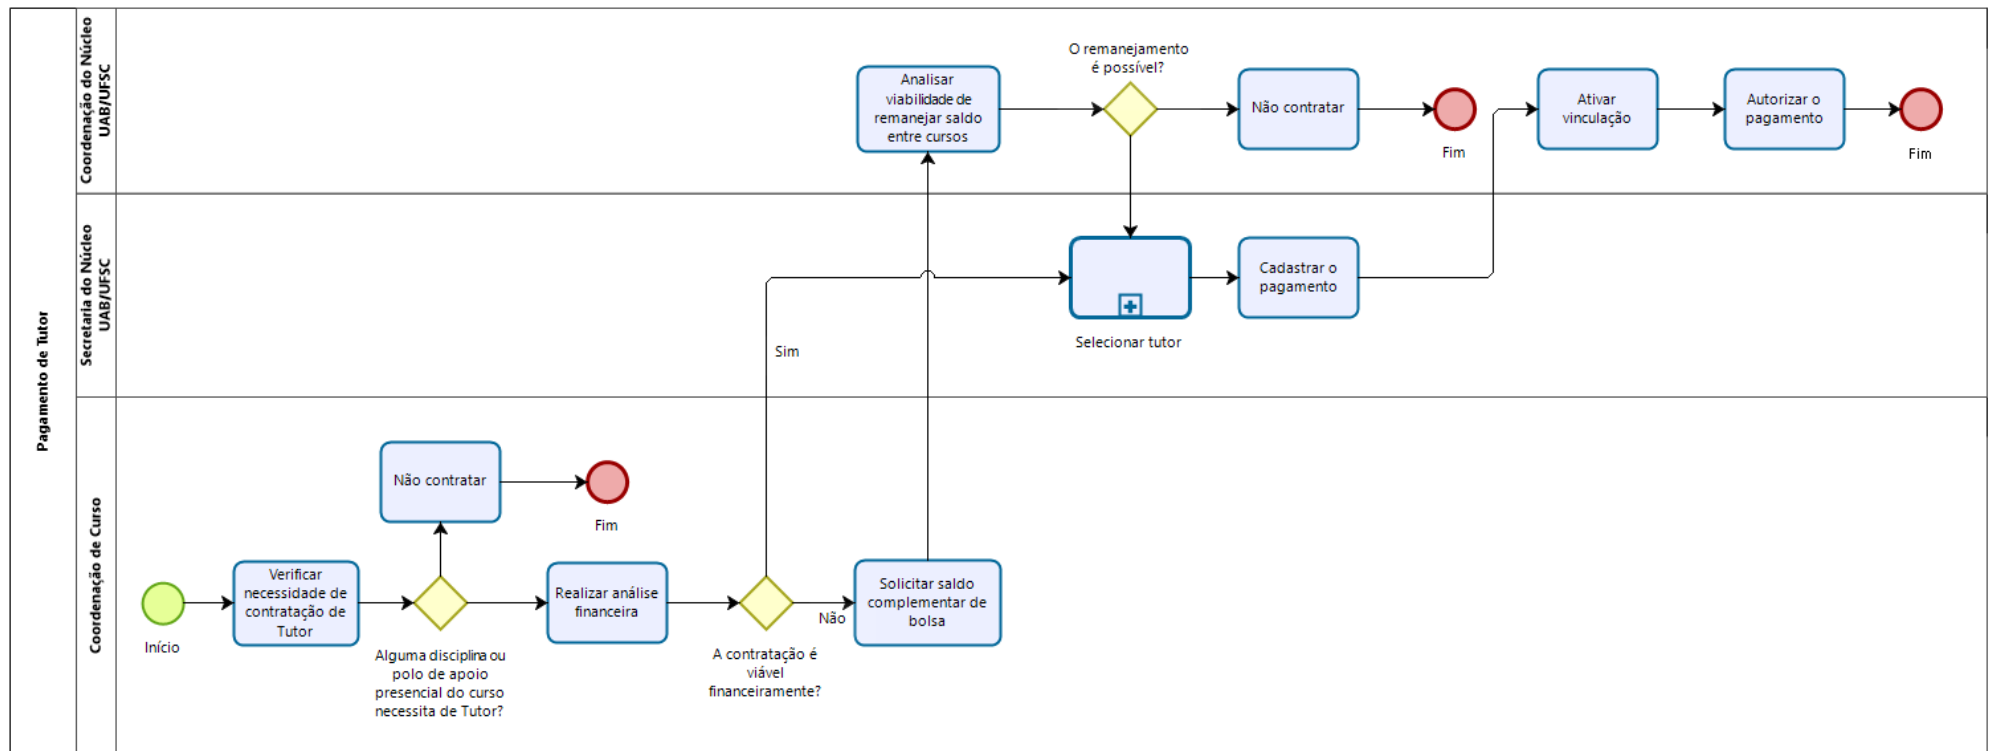 Pagamento de Tutor
Coordenação do Núcleo
UAB/UFSC
Analisar
viabilidade de
remanejar saldo
entre cursos
O remanejamento
é possível?
Não contratar
Fim
Ativar
vinculação
Autorizar o
pagamento
Fim
Secretaria do Núcleo
UAB/UFSC
Sim
Selecionar tutor
Cadastrar o
pagamento
Coordenação de Curso
Início
Verificar
necessidade de
contratação de
Tutor
Alguma disciplina ou
polo de apoio
presencial do curso
necessita de Tutor?
Não contratar
Fim
Realizar análise
financeira
A contratação é
viável
financeiramente?
Não
Solicitar saldo
complementar de
bolsa